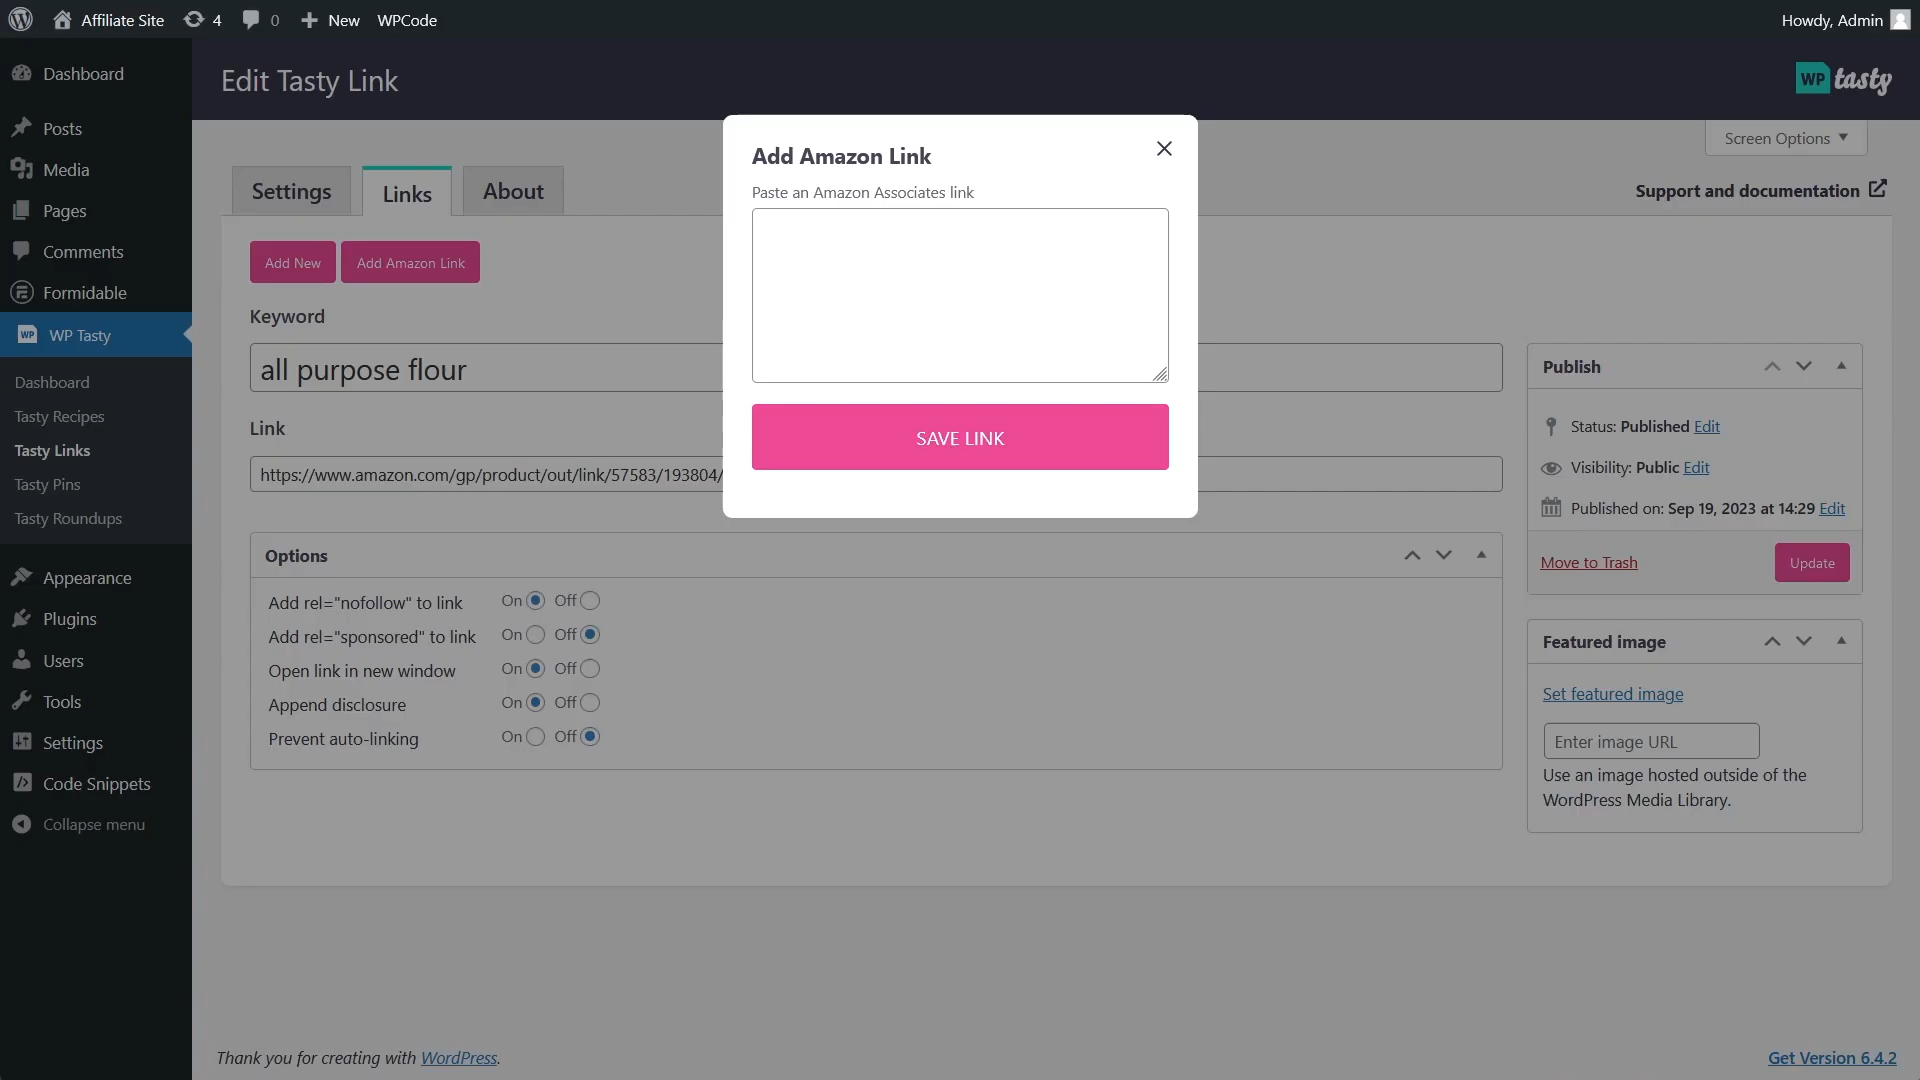 Affiliate Site
4
0
New
WPCode
Howdy, Admin
Dashboard
Posts
Media
Pages
Comments
Formidable
WP
WP Tasty
Dashboard
Tasty Recipes
Tasty Links
Tasty Pins
Tasty Roundups
Appearance
Plugins
Users
Tools
Settings
Code Snippets
Collapse menu
Edit Tasty Link
WP tasty
Screen Options
Settings
Links
About
Support and documentation
Add New
Add Amazon Link
Keyword
all purpose flour
Link
https://www.amazon.com/gp/product/out/link/57583/193804/
Options
Add rel="nofollow" to link On Off
Add rel="sponsored" to link On Off
Open link in new window On Off
Append disclosure On Off
Prevent auto-linking On Off
Add Amazon Link
Paste an Amazon Associates link
SAVE LINK
Publish
Status: Published Edit
Visibility: Public Edit
Published on: Sep 19, 2023 at 14:29 Edit
Move to Trash
Update
Featured image
Set featured image
Enter image URL
Use an image hosted outside of the
WordPress Media Library.
Thank you for creating with WordPress.
Get Version 6.4.2